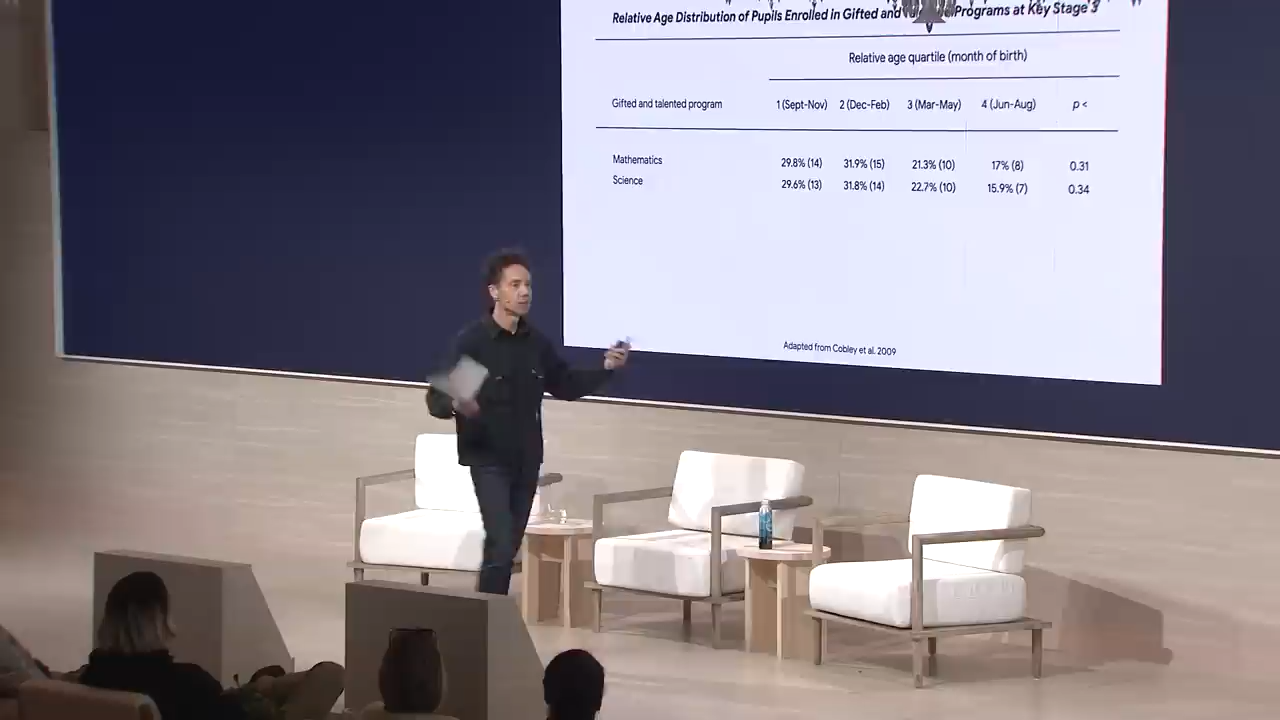 Relative Age Distribution of Pupils Enrolled in Gifted and Programs at Key Stage 3
Relative age quartile (month of birth)
Gifted and talented program 1 (Sept-Nov) 2 (Dec-Feb) 3 (Mar-May) 4 (Jun-Aug) p <
Mathematics 29.8% (14) 31.9% (15) 21.3% (10) 17% (8) 0.31
Science 29.6% (13) 31.8% (14) 22.7% (10) 15.9% (7) 0.34
Adapted from Cobley et al. 2009